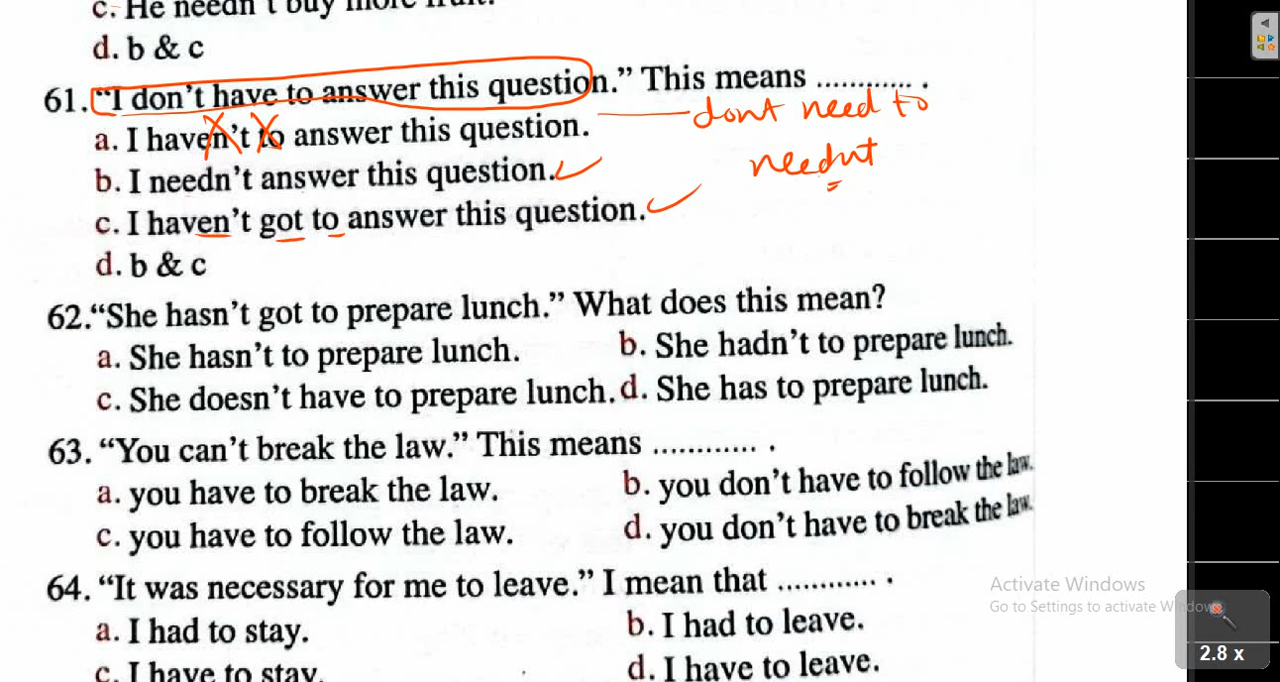 c. He needn't buy more fruit.
d. b & c
61. "I don't have to answer this question." This means ............ .
a. I haven't to answer this question.
dont need to
b. I needn't answer this question.
neednt
c. I haven't got to answer this question.
d. b & c
62. "She hasn't got to prepare lunch." What does this mean?
a. She hasn't to prepare lunch. b. She hadn't to prepare lunch.
c. She doesn't have to prepare lunch. d. She has to prepare lunch.
63. "You can't break the law." This means ............ .
a. you have to break the law. b. you don't have to follow the law.
c. you have to follow the law. d. you don't have to break the law.
64. "It was necessary for me to leave." I mean that ............ .
a. I had to stay. b. I had to leave.
c. I have to stay. d. I have to leave.
Activate Windows
Go to Settings to activate Windows.
2.8 x